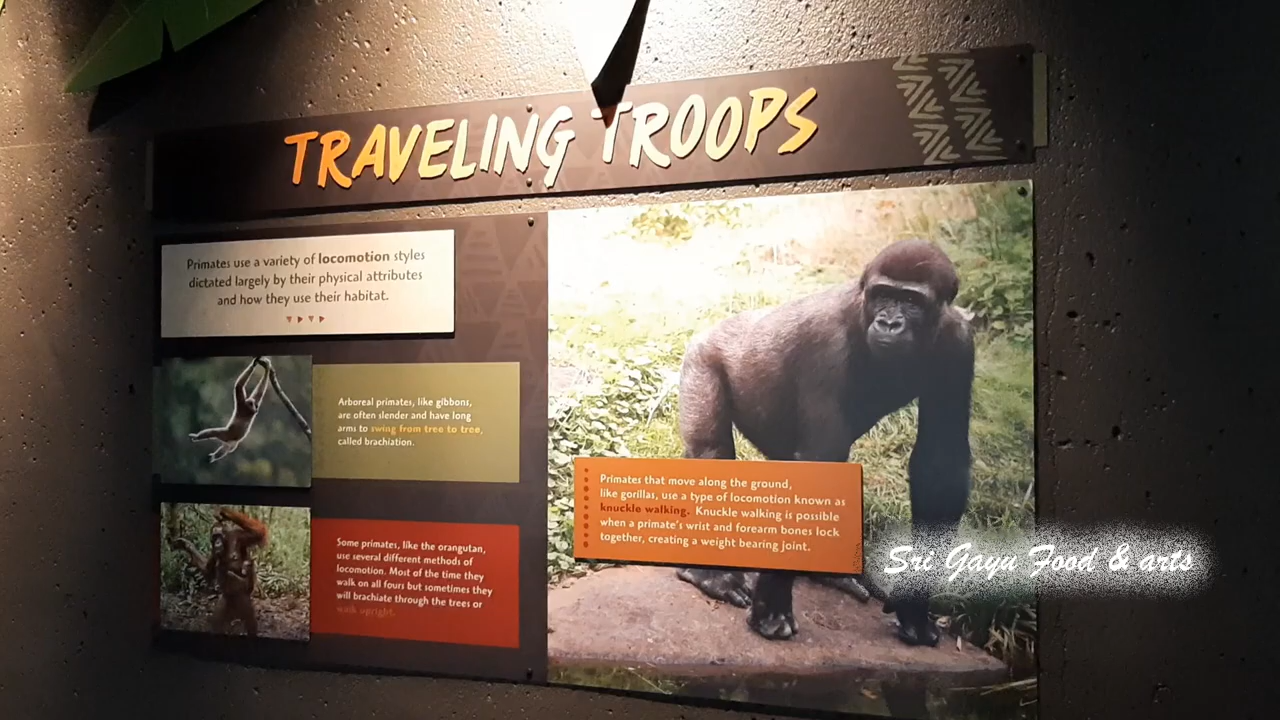 TRAVELING TROOPS
Primates use a variety of locomotion styles
dictated largely by their physical attributes
and how they use their habitat.
Arboreal primates, like gibbons,
are often slender and have long
arms to swing from tree to tree,
called brachiation.
Some primates, like the orangutan,
use several different methods of
locomotion. Most of the time they
walk on all fours but sometimes they
will brachiate through the trees or
walk upright.
Primates that move along the ground,
like gorillas, use a type of locomotion known as
knuckle walking. Knuckle walking is possible
when a primate's wrist and forearm bones lock
together, creating a weight bearing joint.
Sri Gayu Food & arts